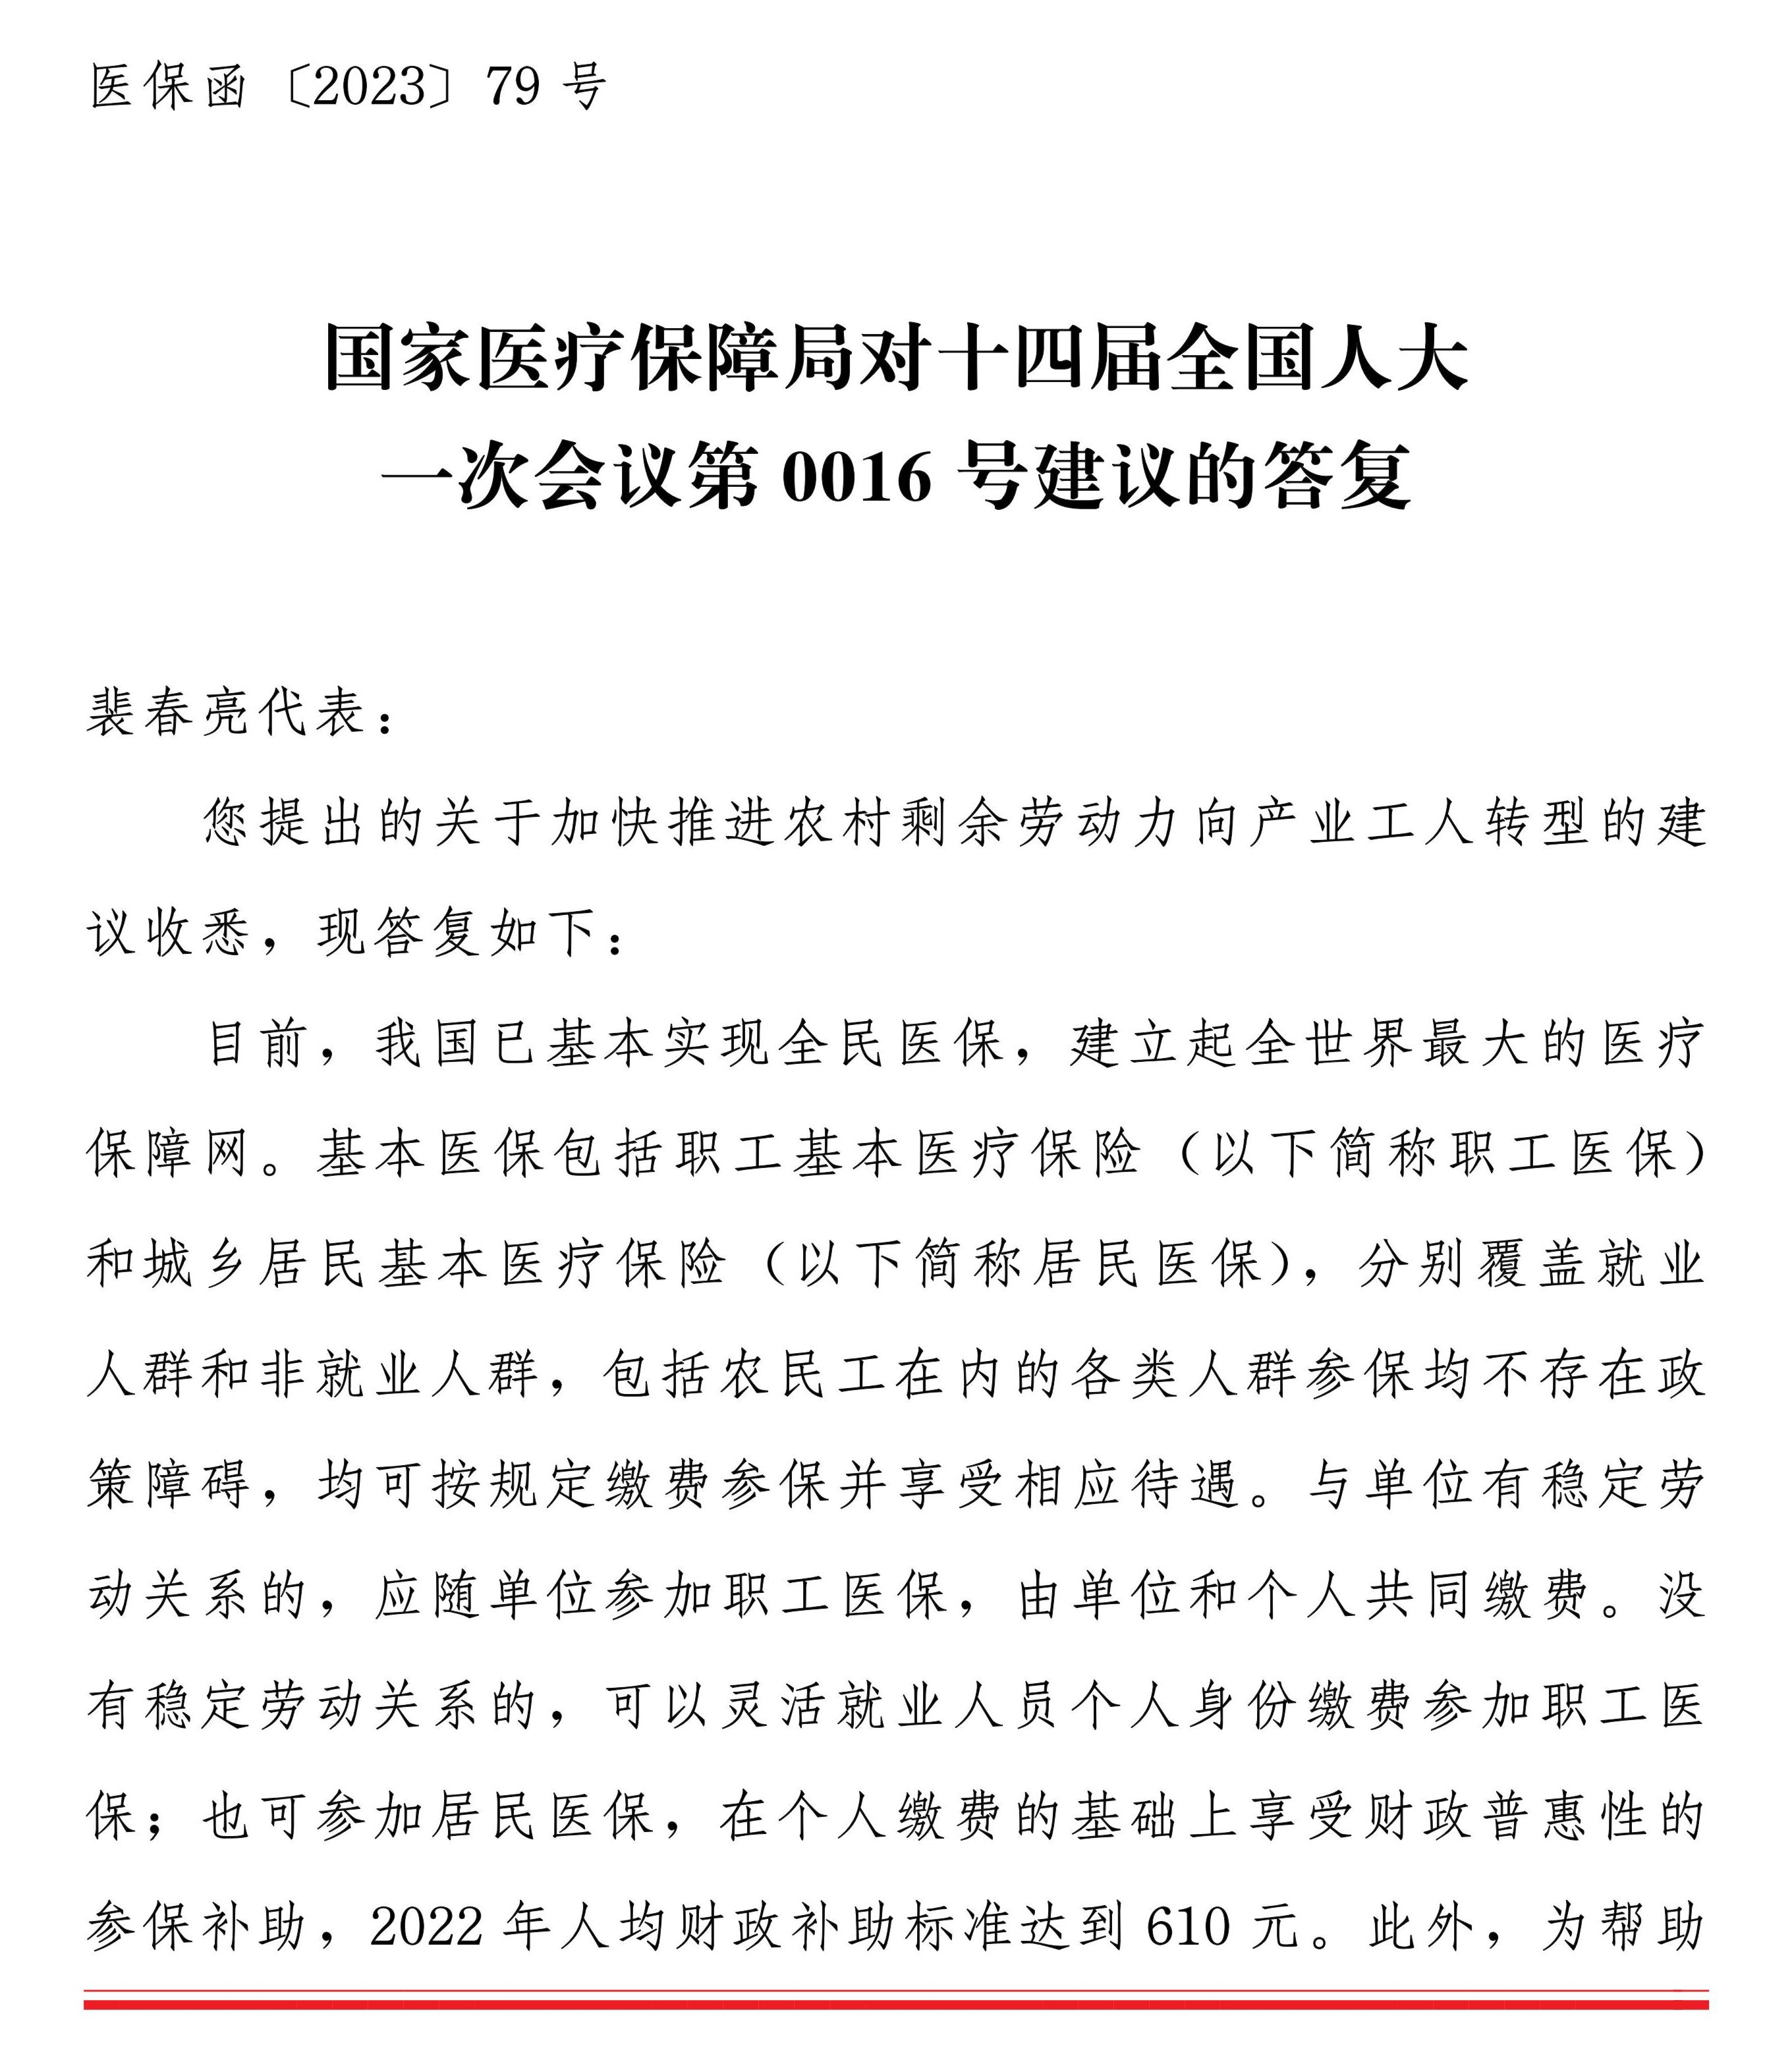 医保函〔2023〕79 号
国家医疗保障局对十四届全国人大
一次会议第 0016 号建议的答复
裴春亮代表：
您提出的关于加快推进农村剩余劳动力向产业工人转型的建
议收悉，现答复如下：
目前，我国已基本实现全民医保，建立起全世界最大的医疗
保障网。基本医保包括职工基本医疗保险（以下简称职工医保）
和城乡居民基本医疗保险（以下简称居民医保），分别覆盖就业
人群和非就业人群，包括农民工在内的各类人群参保均不存在政
策障碍，均可按规定缴费参保并享受相应待遇。与单位有稳定劳
动关系的，应随单位参加职工医保，由单位和个人共同缴费。没
有稳定劳动关系的，可以灵活就业人员个人身份缴费参加职工医
保；也可参加居民医保，在个人缴费的基础上享受财政普惠性的
参保补助，2022 年人均财政补助标准达到 610 元。此外，为帮助